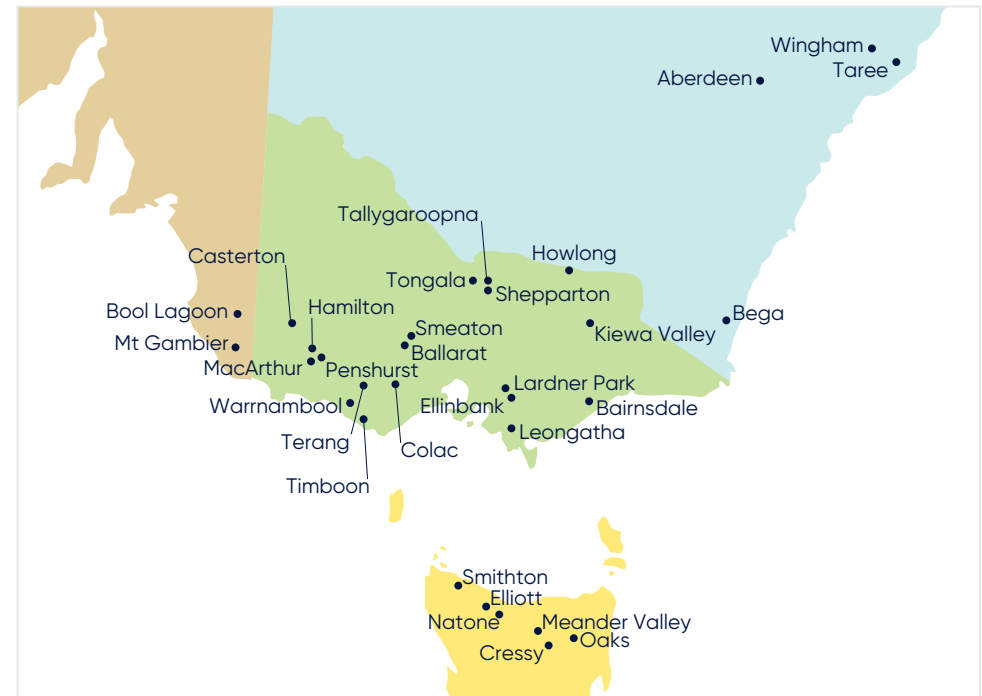 Wingham
Taree
Aberdeen
Tallygaroopna
Casterton
Howlong
Tongala
Shepparton
Hamilton
Bool Lagoon
Bega
Smeaton
Kiewa Valley
Mt Gambier
Ballarat
MacArthur
Penshurst
Lardner Park
Warrnambool
Ellinbank
Bairnsdale
Leongatha
Terang
Colac
Timboon
Smithton
Elliott
Natone
Meander Valley
Oaks
Cressy